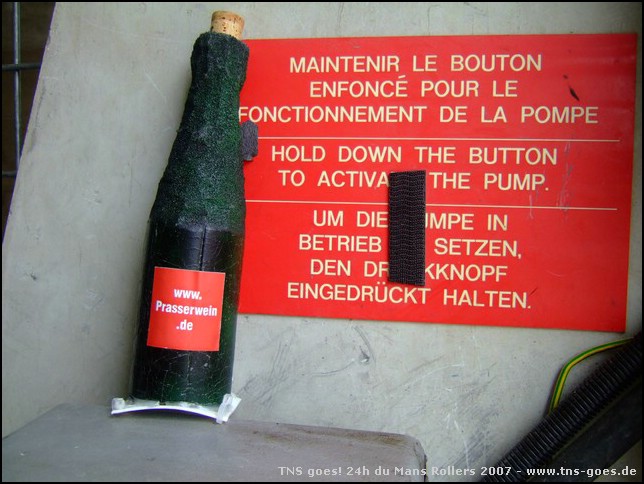 MAINTENIR LE BOUTON
ENFONCÉ POUR LE
FONCTIONNEMENT DE LA POMPE
HOLD DOWN THE BUTTON
TO THE PUMP.
UM DIE IN
BETRIEB SETZEN,
DEN
EINGEDRÜCKT HALTEN.
www.
Prasserwein
.de
TNS goes! 24h du Mans Rollers 2007 - www.tns-goes.de